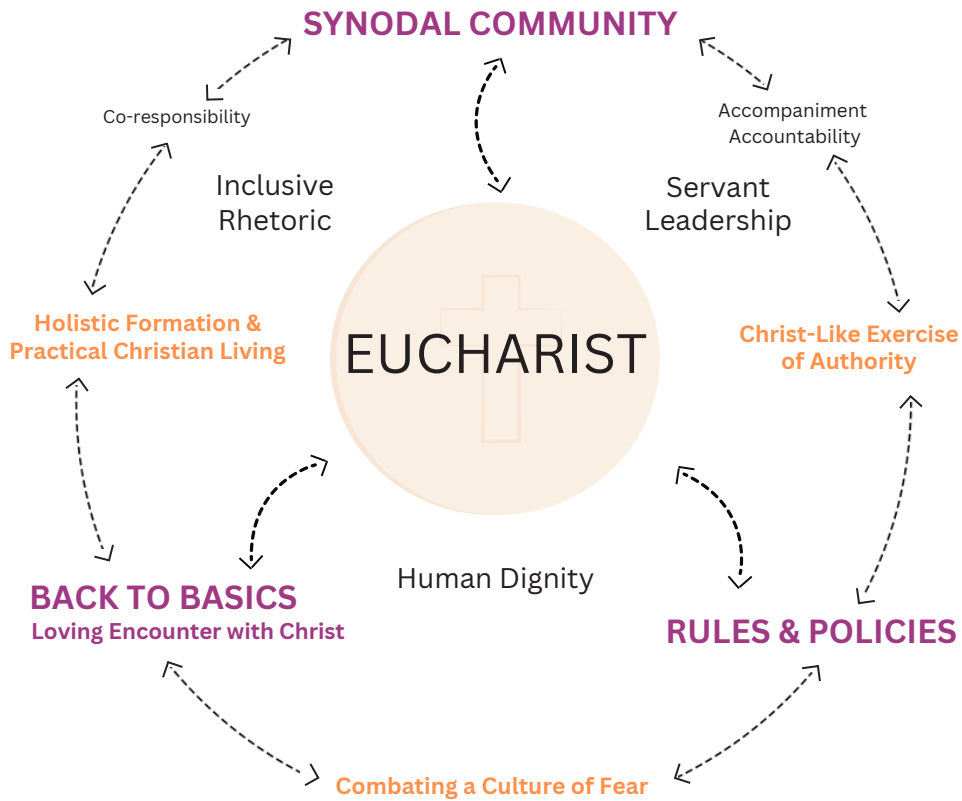 SYNODAL COMMUNITY
Co-responsibility
Accompaniment
Accountability
Inclusive
Rhetoric
Servant
Leadership
Holistic Formation &
Practical Christian Living
EUCHARIST
Christ-Like Exercise
of Authority
Human Dignity
BACK TO BASICS
Loving Encounter with Christ
RULES & POLICIES
Combating a Culture of Fear